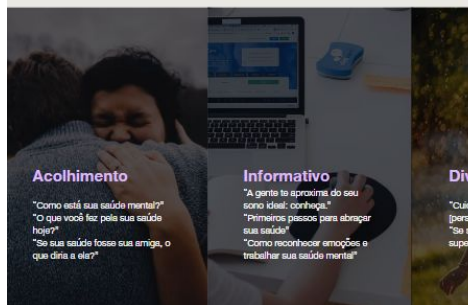 Acolhimento
"Como está sua saúde mental?"
"O que você faz pela sua saúde
hoje?"
"Se sua saúde fosse sua amiga, o
que diria a ela?"
Informativo
"A gente te aproxima do seu
sono ideal: conheça."
"Primeiros passos para abraçar
sua saúde"
"Como reconhecer emoções e
trabalhar sua saúde mental"